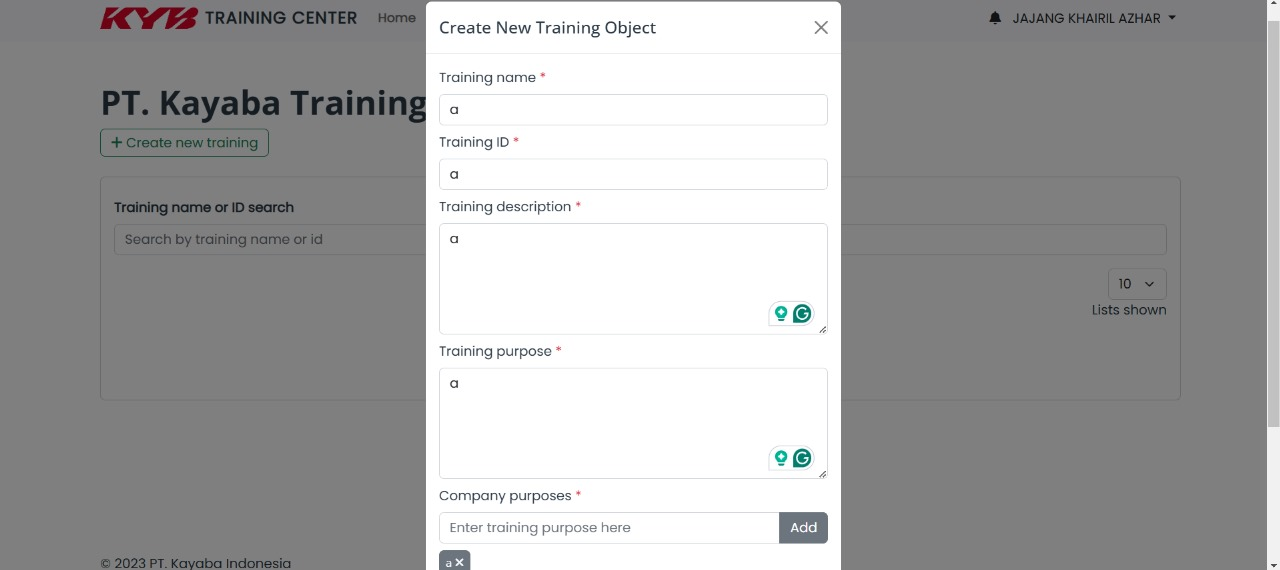 KYB TRAINING CENTER Home
JAJANG KHAIRIL AZHAR
Create New Training Object
PT. Kayaba Training
+ Create new training
Training name or ID search
Search by training name or id
10
Lists shown
Training name *
a
Training ID *
a
Training description *
a
Training purpose *
a
Company purposes *
Enter training purpose here Add
a ×
© 2023 PT. Kayaba Indonesia